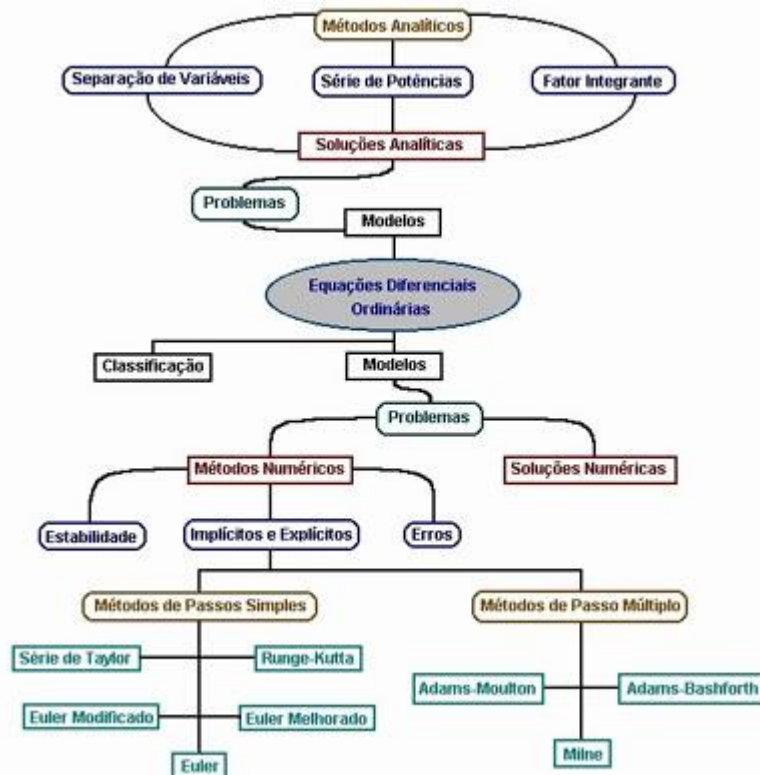 Métodos Analíticos
Separação de Variáveis
Série de Potências
Fator Integrante
Soluções Analíticas
Problemas
Modelos
Equações Diferenciais
Ordinárias
Classificação
Modelos
Problemas
Métodos Numéricos
Soluções Numéricas
Estabilidade
Implícitos e Explícitos
Erros
Métodos de Passos Simples
Métodos de Passo Múltiplo
Série de Taylor
Runge-Kutta
Adams-Moulton
Adams-Bashforth
Euler Modificado
Euler Melhorado
Milne
Euler